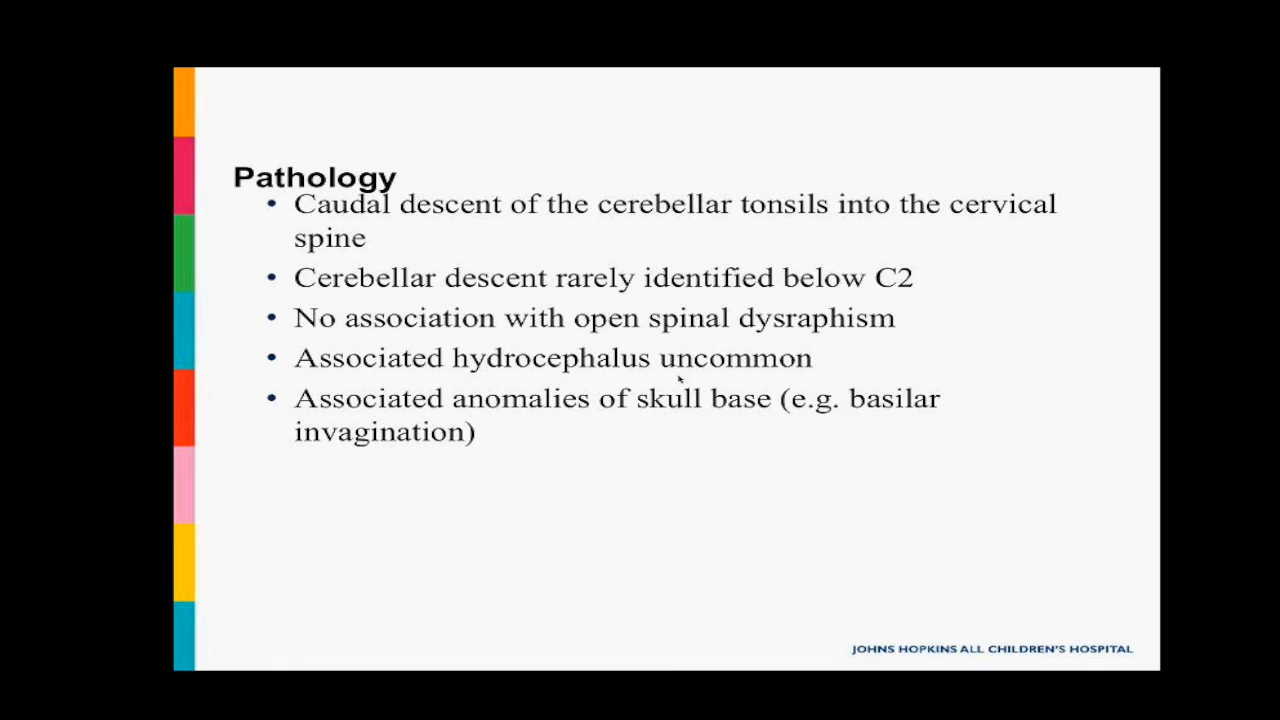 Pathology
• Caudal descent of the cerebellar tonsils into the cervical
spine
• Cerebellar descent rarely identified below C2
• No association with open spinal dysraphism
• Associated hydrocephalus uncommon
• Associated anomalies of skull base (e.g. basilar
invagination)
JOHNS HOPKINS ALL CHILDREN'S HOSPITAL